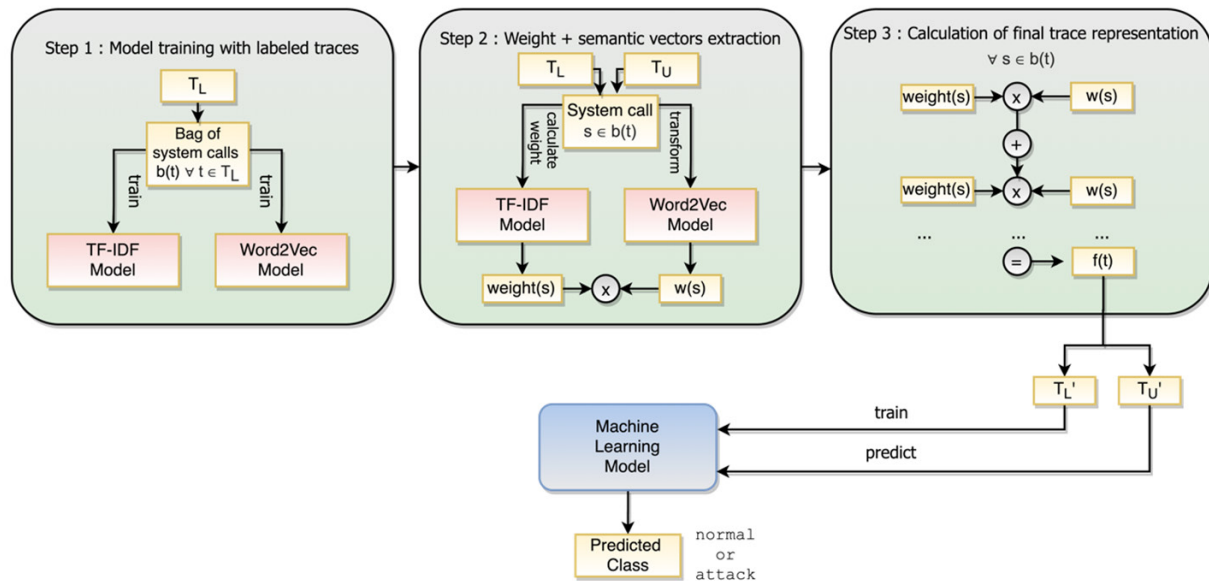 Step 1 : Model training with labeled traces
T_L
Bag of
system calls
b(t) ∀ t ∈ T_L
train
train
TF-IDF
Model
Word2Vec
Model
Step 2 : Weight + semantic vectors extraction
T_L
T_U
System call
s ∈ b(t)
calculate
weight
transform
TF-IDF
Model
Word2Vec
Model
weight(s)
x
w(s)
Step 3 : Calculation of final trace representation
∀ s ∈ b(t)
weight(s)
x
w(s)
+
weight(s)
x
w(s)
...
...
...
=
f(t)
T_L'
T_U'
train
predict
Machine
Learning
Model
Predicted
Class
normal
or
attack